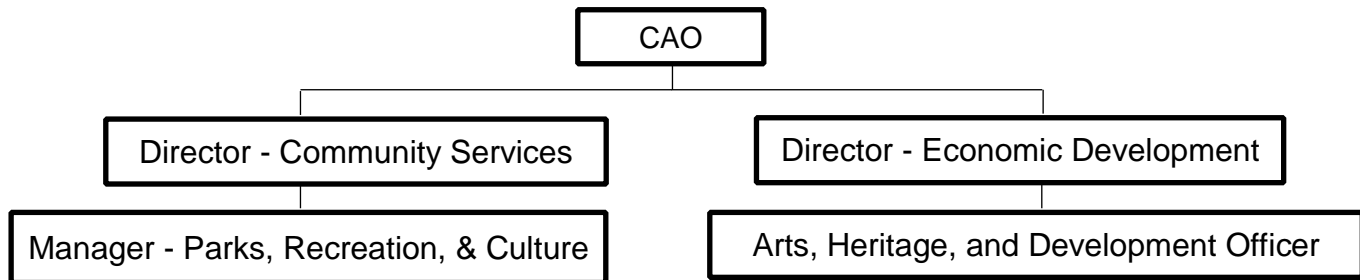 CAO
Director - Community Services
Director - Economic Development
Manager - Parks, Recreation, & Culture
Arts, Heritage, and Development Officer